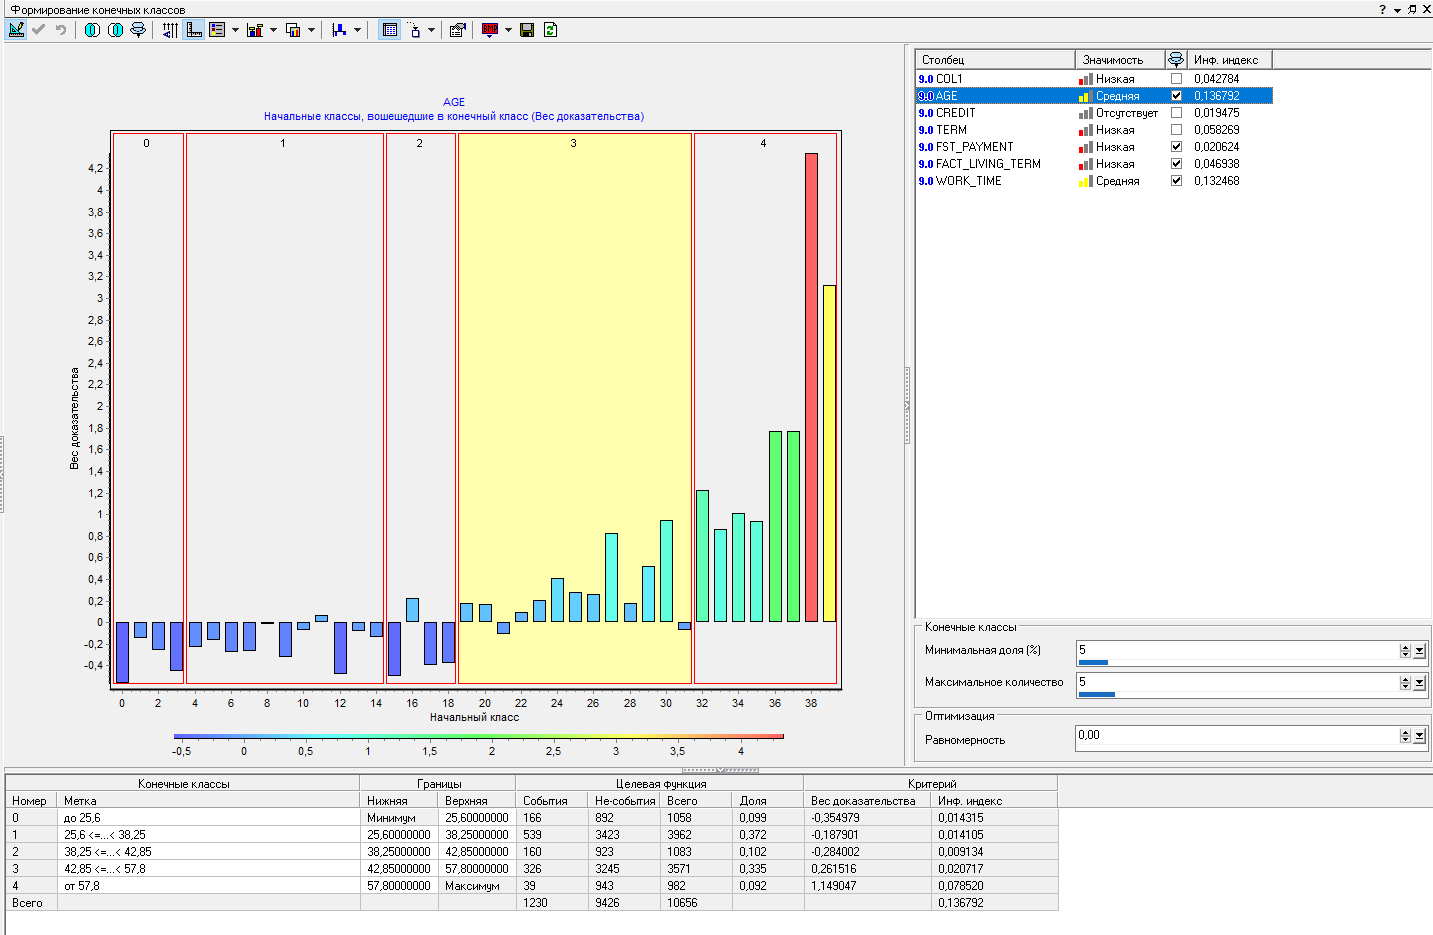 Формирование конечных классов
AGE
Начальные классы, вошешедшие в конечный класс (Вес доказательства)
0 1 2 3 4
4,2
4
3,8
3,6
3,4
3,2
3
2,8
2,6
2,4
2,2
2
1,8
1,6
1,4
1,2
1
0,8
0,6
0,4
0,2
0
-0,2
-0,4
Вес доказательства
0 2 4 6 8 10 12 14 16 18 20 22 24 26 28 30 32 34 36 38
Начальный класс
-0,5 0 0,5 1 1,5 2 2,5 3 3,5 4
Столбец Значимость Инф. индекс
9.0 COL1 Низкая 0,042784
9.0 AGE Средняя 0,136792
9.0 CREDIT Отсутствует 0,019475
9.0 TERM Низкая 0,058269
9.0 FST_PAYMENT Низкая 0,020624
9.0 FACT_LIVING_TERM Низкая 0,046938
9.0 WORK_TIME Средняя 0,132468
Конечные классы
Минимальная доля (%) 5
Максимальное количество 5
Оптимизация
Равномерность 0,00
Конечные классы Границы Целевая функция Критерий
Номер Метка Нижняя Верхняя События Не-события Всего Доля Вес доказательства Инф. индекс
0 до 25,6 Минимум 25,60000000 166 892 1058 0,099 -0,354979 0,014315
1 25,6 <=...< 38,25 25,60000000 38,25000000 539 3423 3962 0,372 -0,187901 0,014105
2 38,25 <=...< 42,85 38,25000000 42,85000000 160 923 1083 0,102 -0,284002 0,009134
3 42,85 <=...< 57,8 42,85000000 57,80000000 326 3245 3571 0,335 0,261516 0,020717
4 от 57,8 57,80000000 Максимум 39 943 982 0,092 1,149047 0,078520
Всего 1230 9426 10656 0,136792